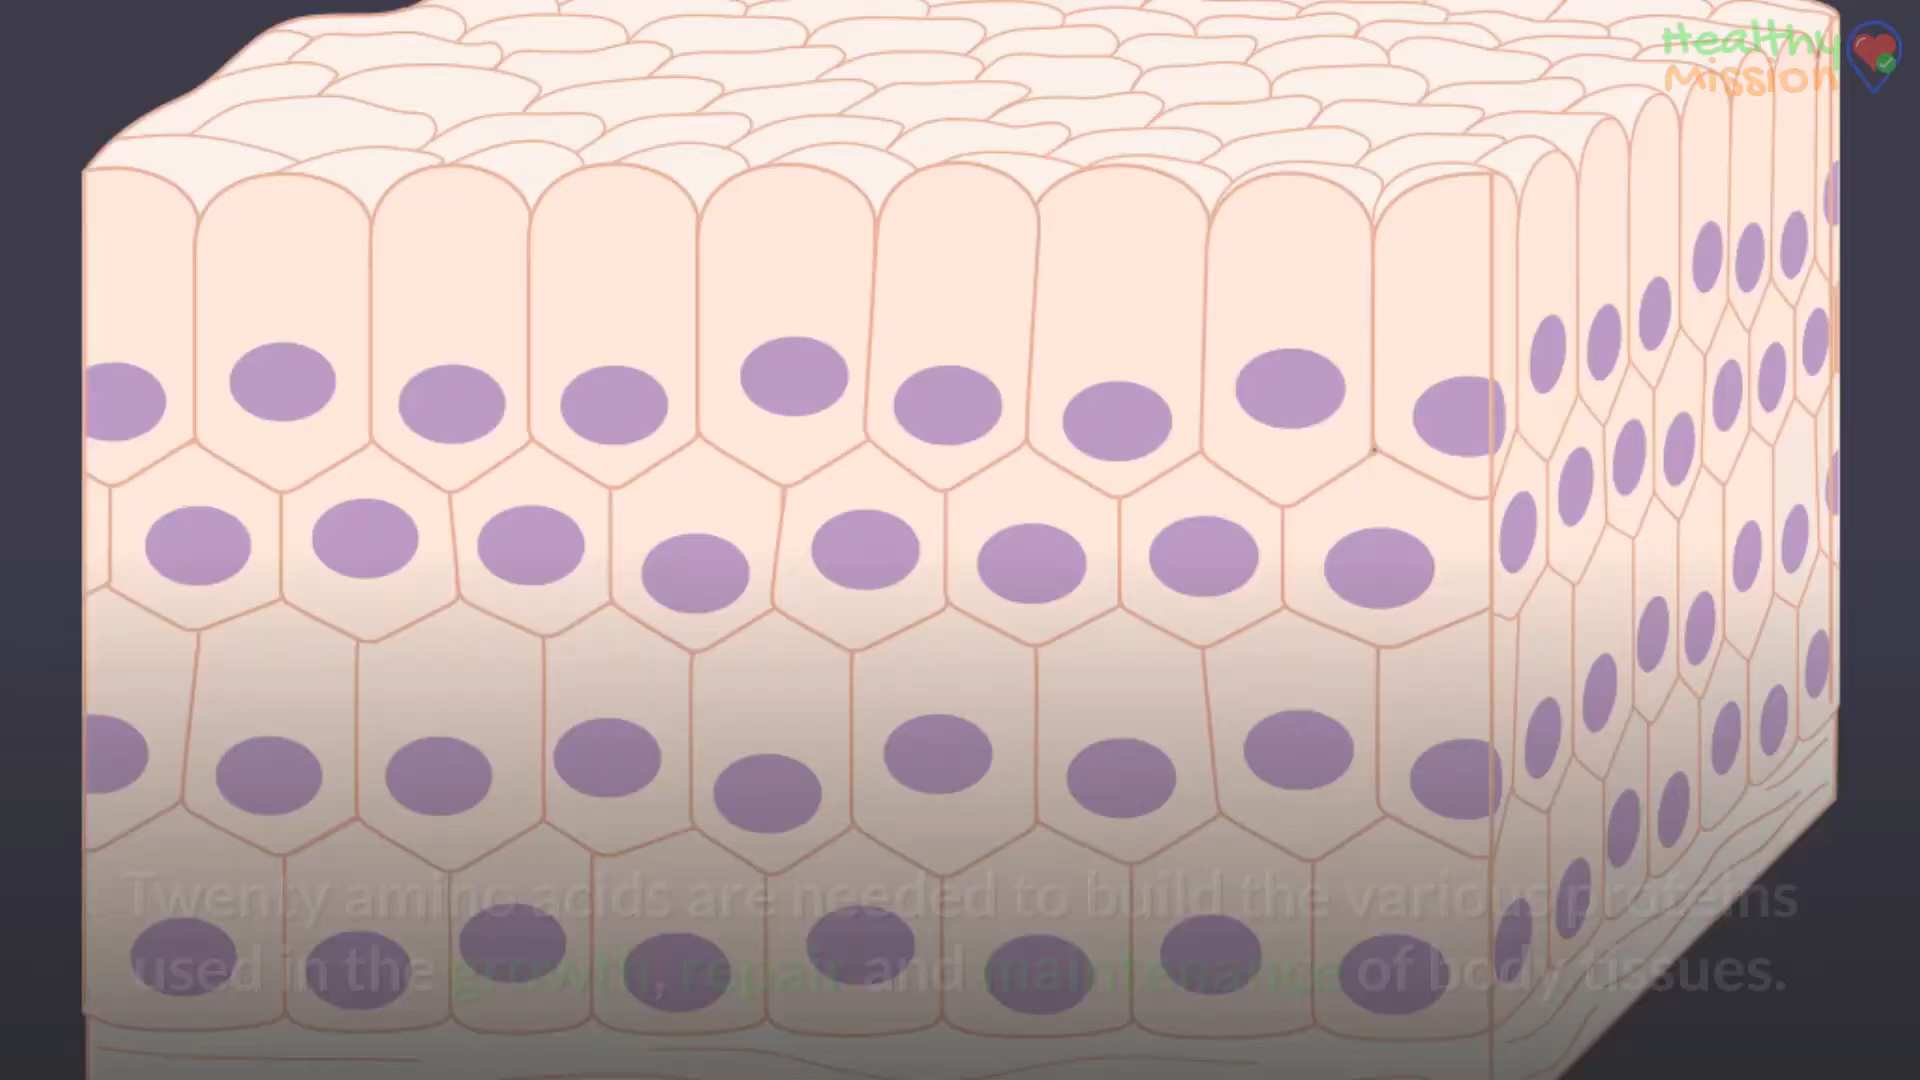 Healthy
Mission
Twenty amino acids are needed to build the various proteins
used in the growth, repair and maintenance of body tissues.